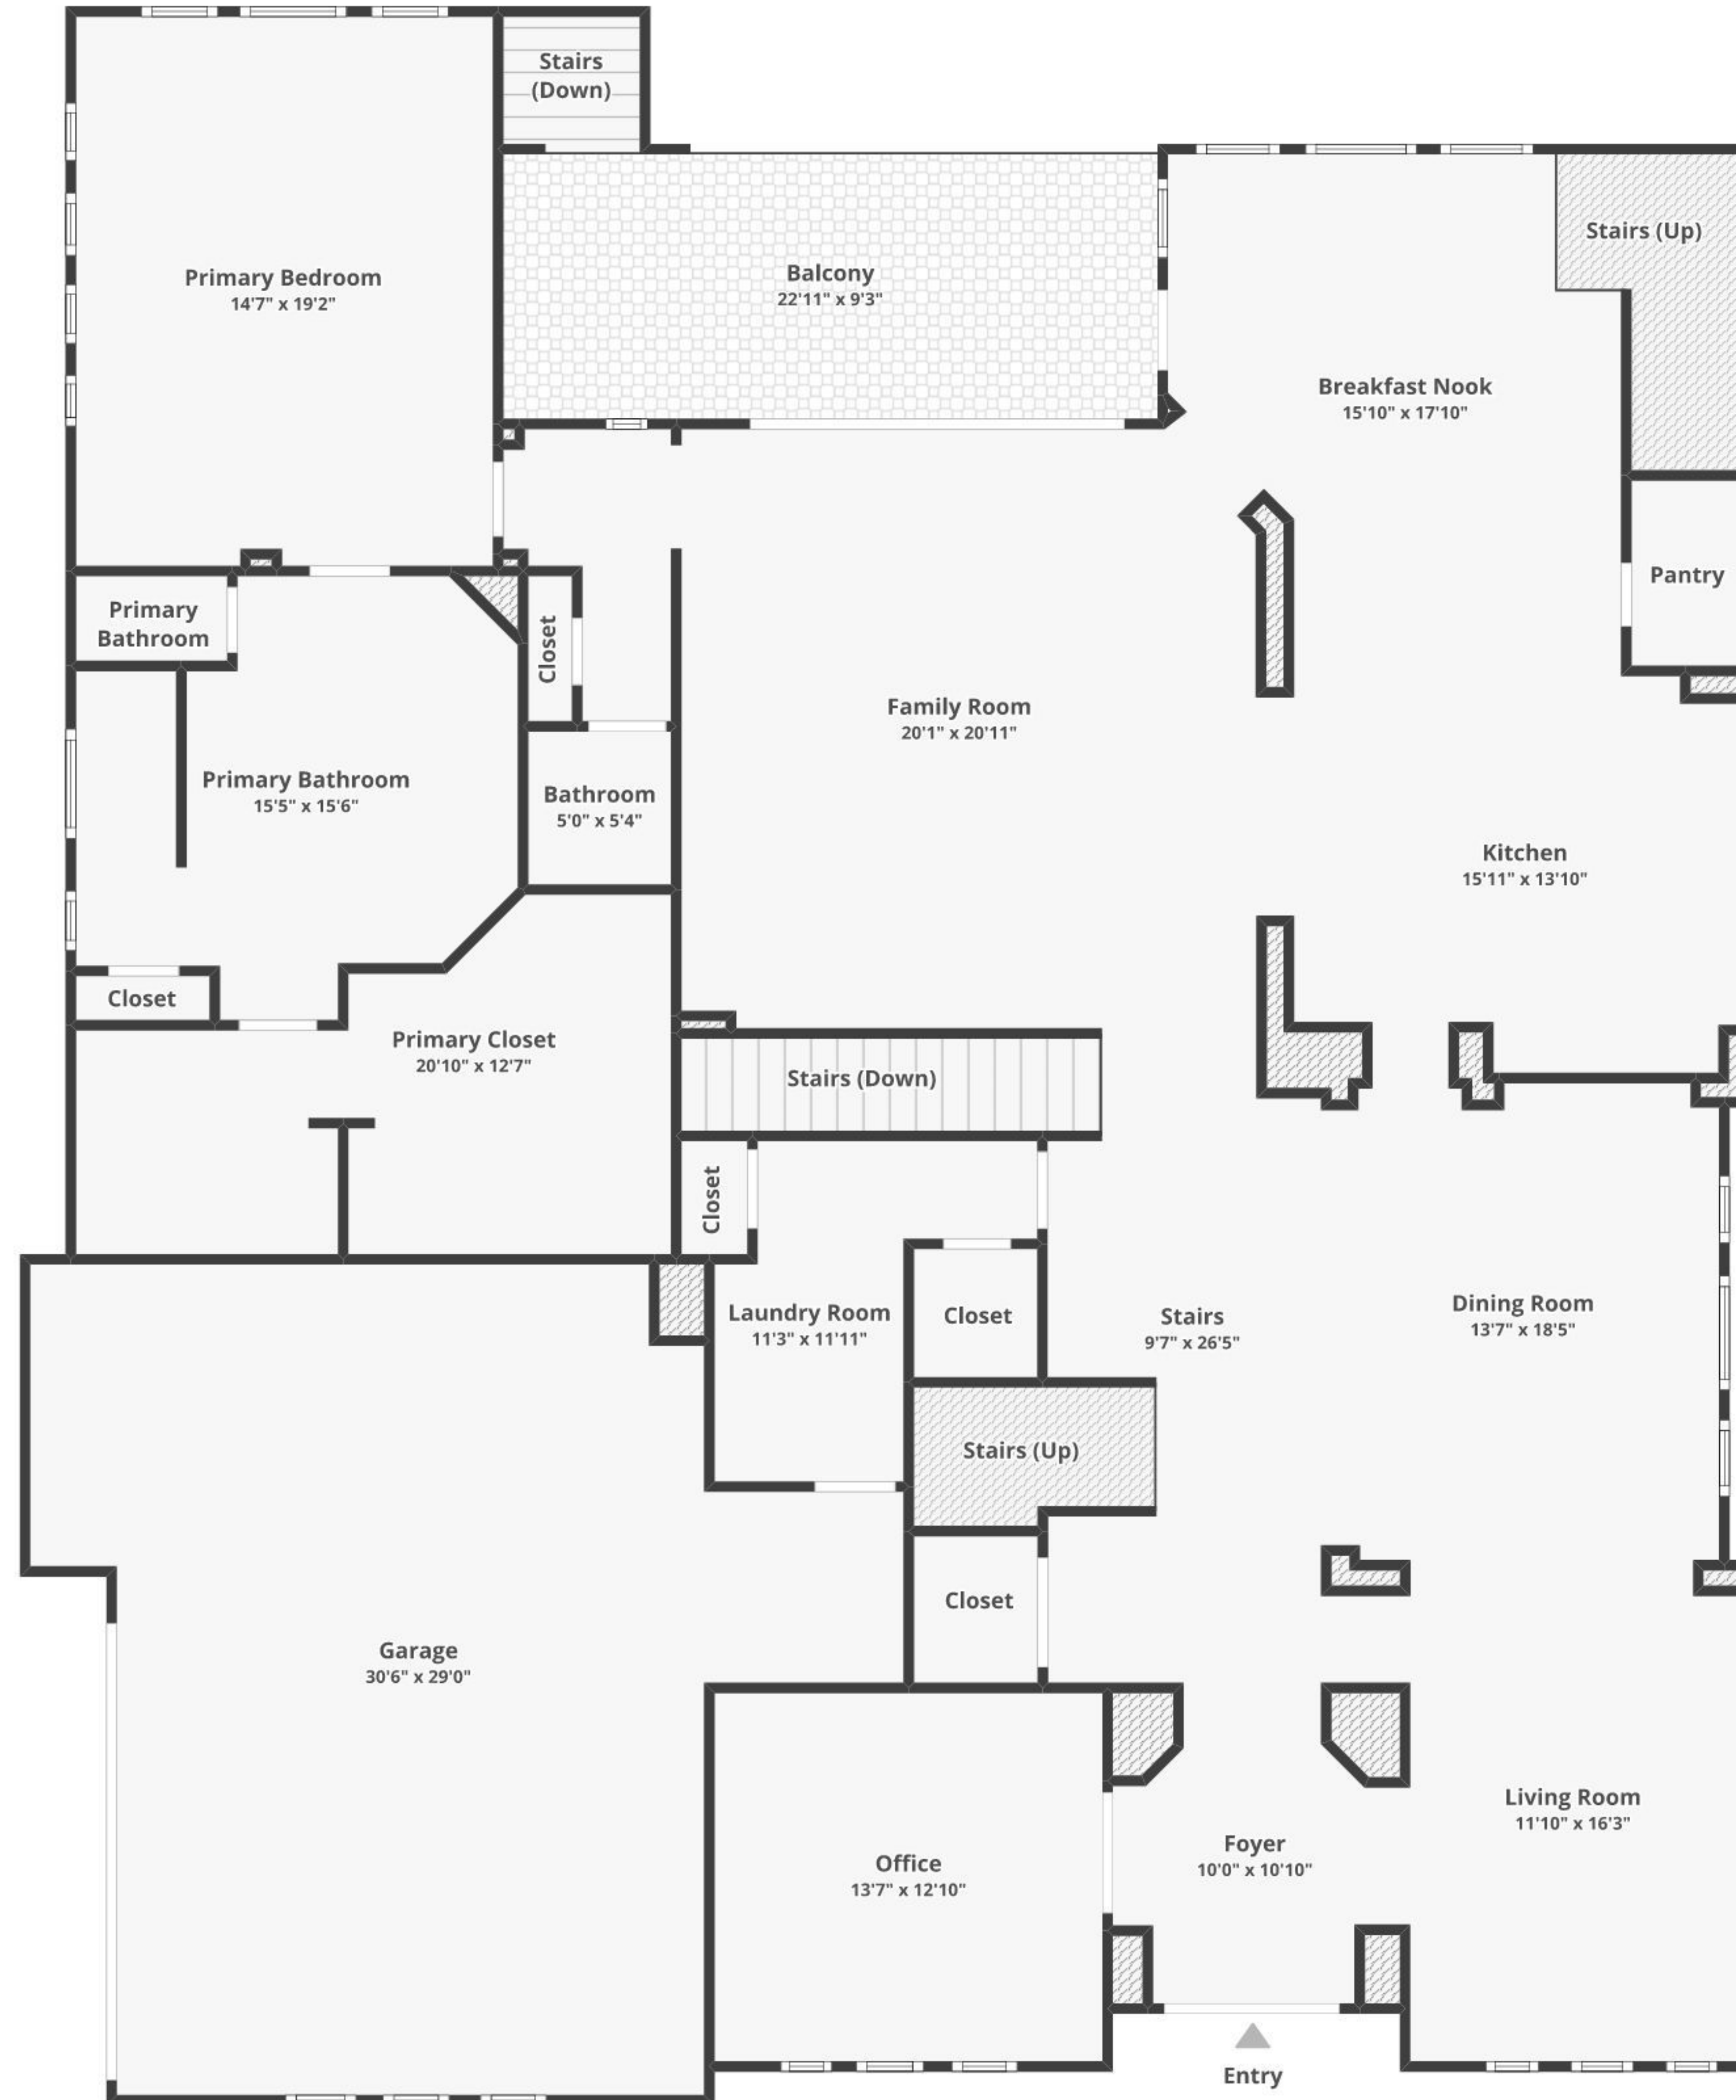 Stairs
(Down)
Primary Bedroom
14'7" x 19'2"
Balcony
22'11" x 9'3"
Stairs (Up)
Breakfast Nook
15'10" x 17'10"
Pantry
Primary
Bathroom
Closet
Family Room
20'1" x 20'11"
Primary Bathroom
15'5" x 15'6"
Bathroom
5'0" x 5'4"
Kitchen
15'11" x 13'10"
Closet
Primary Closet
20'10" x 12'7"
Stairs (Down)
Closet
Laundry Room
11'3" x 11'11"
Closet
Stairs
9'7" x 26'5"
Dining Room
13'7" x 18'5"
Stairs (Up)
Closet
Garage
30'6" x 29'0"
Living Room
11'10" x 16'3"
Foyer
10'0" x 10'10"
Office
13'7" x 12'10"
Entry